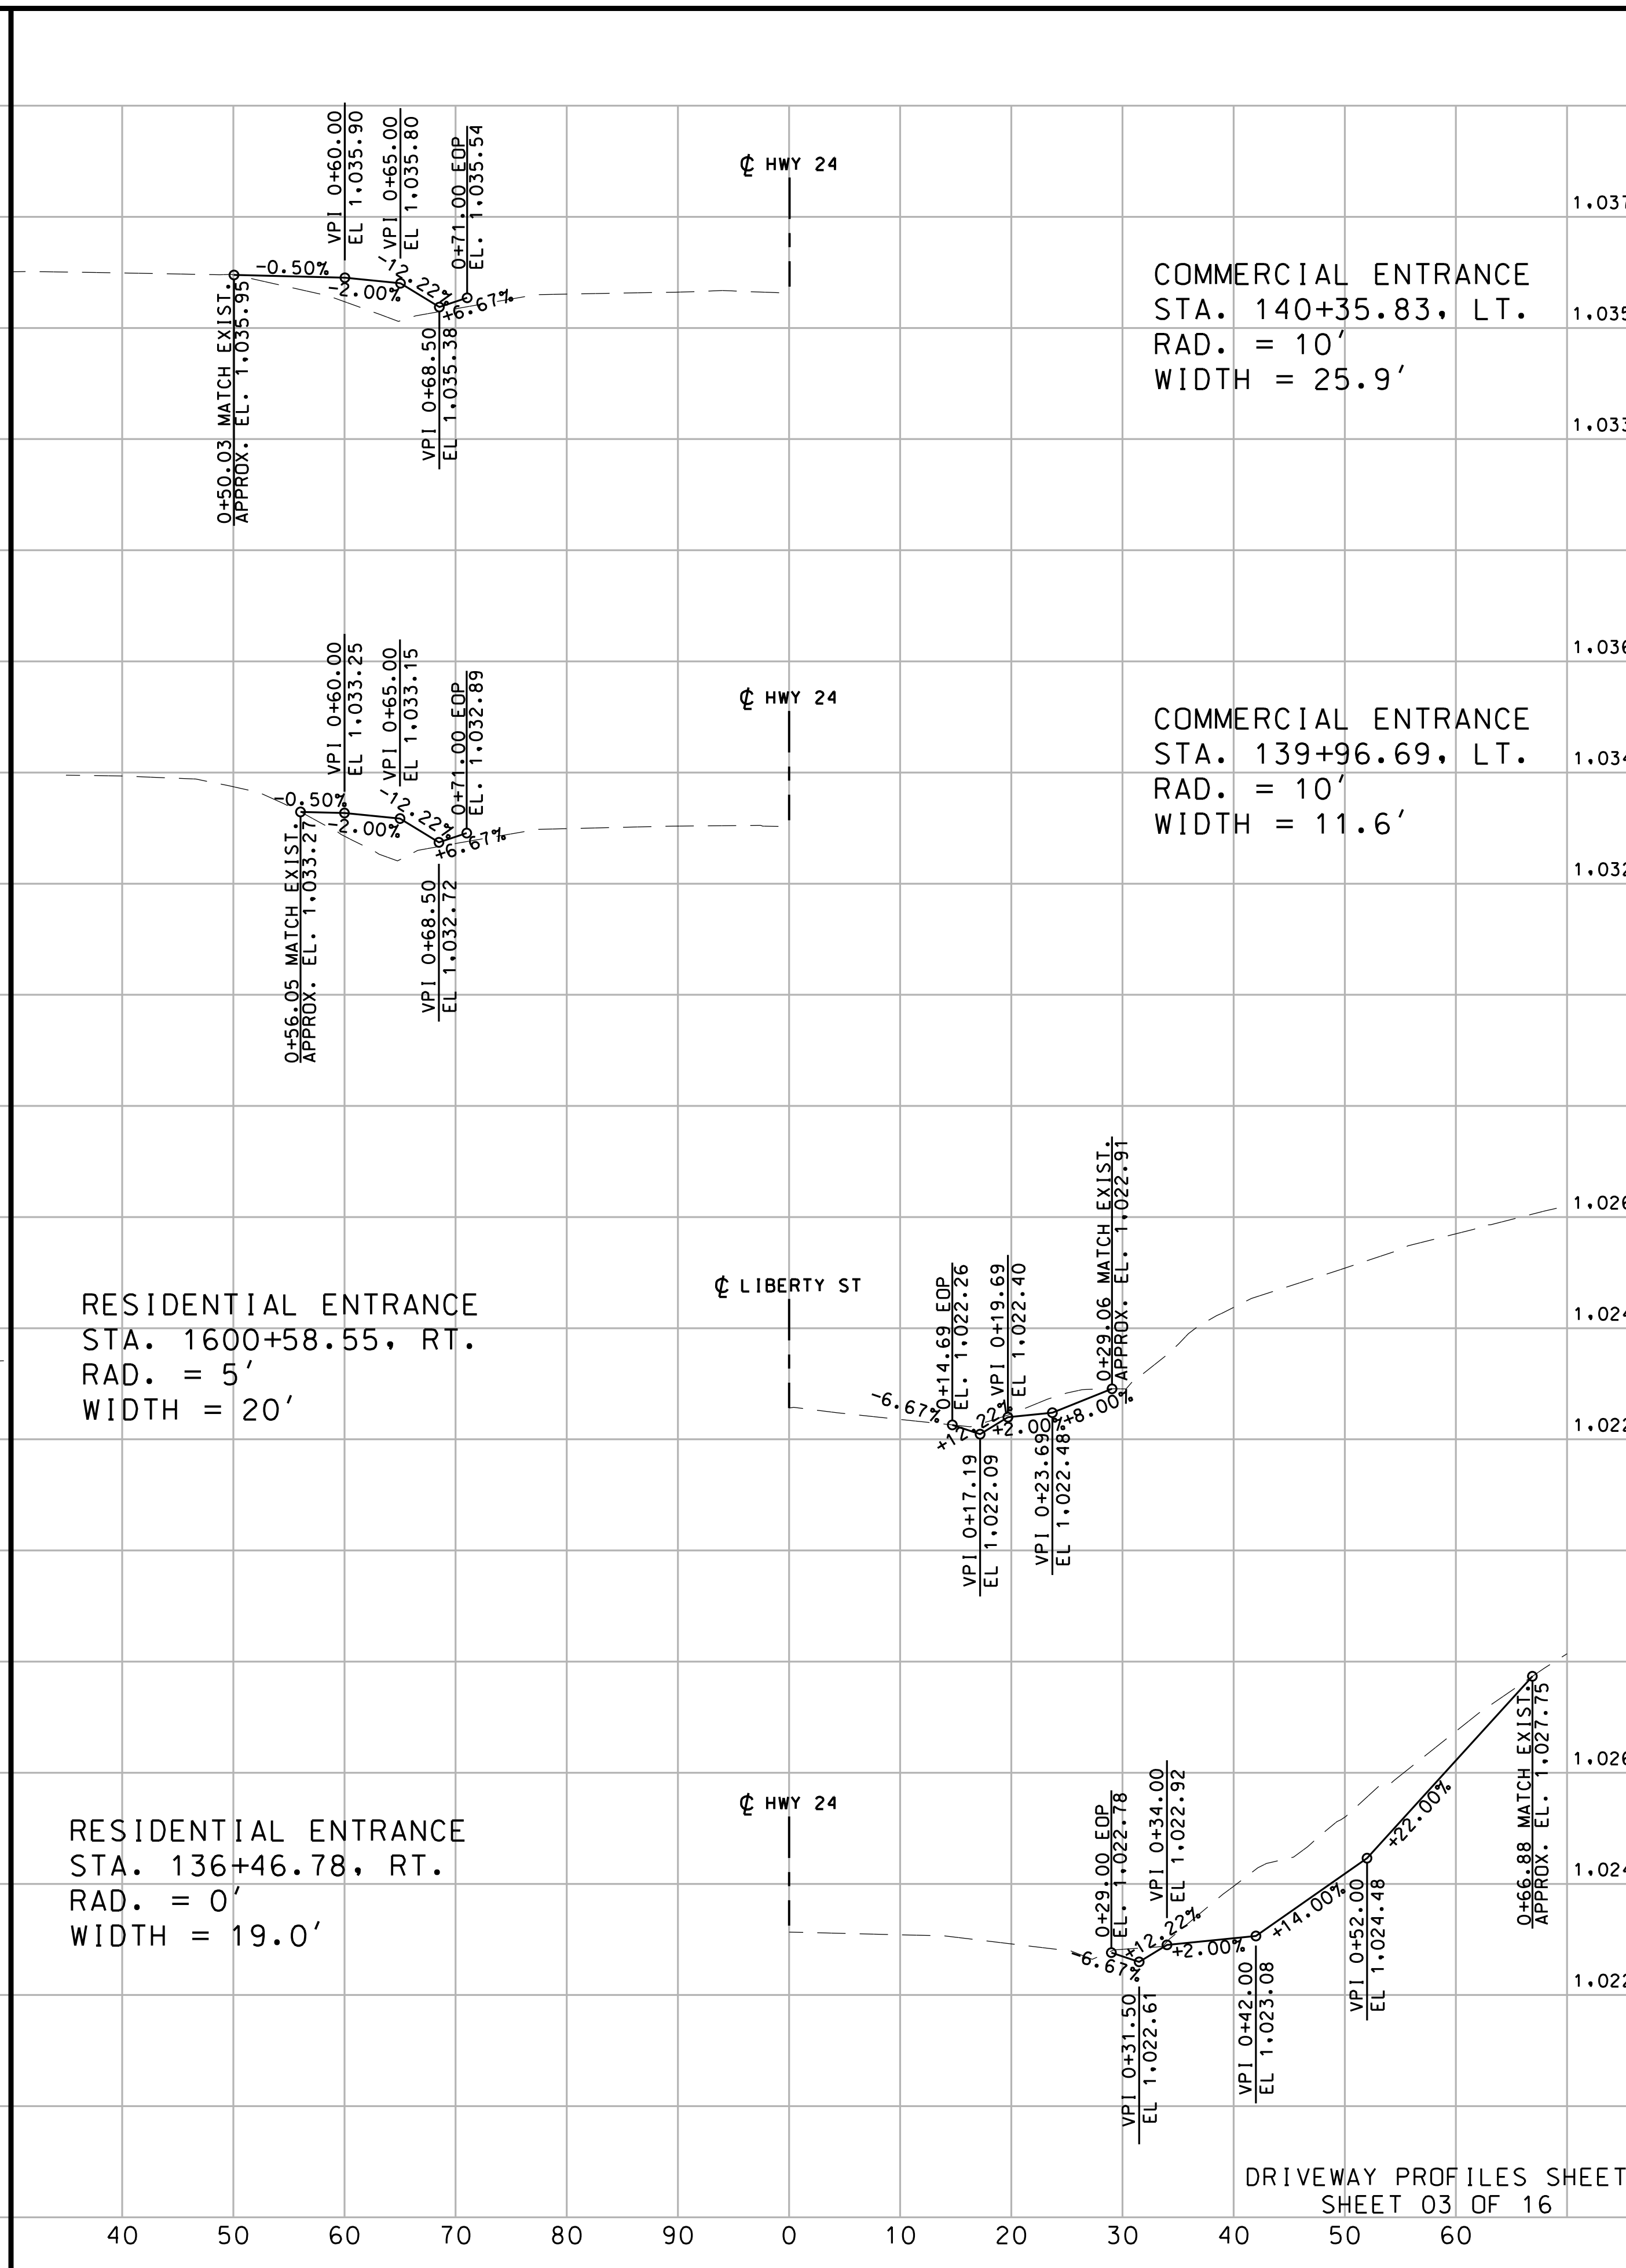 VPI 0+60.00
EL 1,035.90
VPI 0+65.00
EL 1,035.80
0+71.00 EOP
EL. 1,035.54
℄ HWY 24
1,037
-0.50%
-2.00%
-12.22%
+6.67%
0+50.03 MATCH EXIST.
APPROX. EL. 1,035.95
VPI 0+68.50
EL 1,035.38
COMMERCIAL ENTRANCE
STA. 140+35.83, LT.
RAD. = 10'
WIDTH = 25.9'
1,035
1,033
VPI 0+60.00
EL 1,033.25
VPI 0+65.00
EL 1,033.15
0+71.00 EOP
EL. 1,032.89
℄ HWY 24
1,036
-0.50%
-2.00%
-12.22%
+6.67%
0+56.05 MATCH EXIST.
APPROX. EL. 1,033.27
VPI 0+68.50
EL 1,032.72
COMMERCIAL ENTRANCE
STA. 139+96.69, LT.
RAD. = 10'
WIDTH = 11.6'
1,034
1,032
RESIDENTIAL ENTRANCE
STA. 1600+58.55, RT.
RAD. = 5'
WIDTH = 20'
℄ LIBERTY ST
0+14.69 EOP
EL. 1,022.26
VPI 0+19.69
EL 1,022.40
0+29.06 MATCH EXIST.
APPROX. EL. 1,022.91
-6.67%
+12.22%
+2.00%
+8.00%
VPI 0+17.19
EL 1,022.09
VPI 0+23.69
EL 1,022.48
1,026
1,024
1,022
RESIDENTIAL ENTRANCE
STA. 136+46.78, RT.
RAD. = 0'
WIDTH = 19.0'
℄ HWY 24
0+29.00 EOP
EL. 1,022.78
VPI 0+34.00
EL 1,022.92
-6.67%
+12.22%
+2.00%
+14.00%
+22.00%
VPI 0+31.50
EL 1,022.61
VPI 0+42.00
EL 1,023.08
VPI 0+52.00
EL 1,024.48
0+66.88 MATCH EXIST.
APPROX. EL. 1,027.75
1,026
1,024
1,022
DRIVEWAY PROFILES SHEET
SHEET 03 OF 16
40 50 60 70 80 90 0 10 20 30 40 50 60